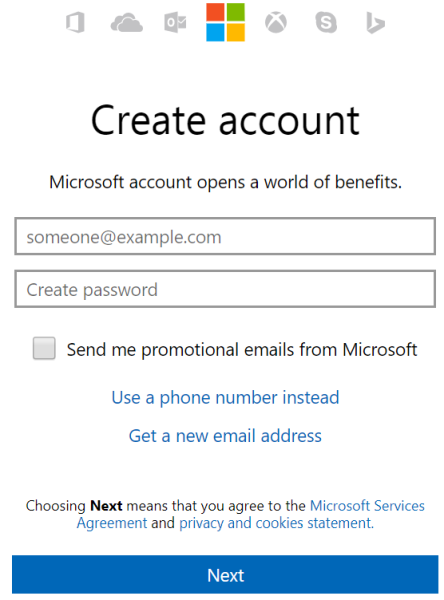 Create account
Microsoft account opens a world of benefits.
someone@example.com
Create password
Send me promotional emails from Microsoft
Use a phone number instead
Get a new email address
Choosing Next means that you agree to the Microsoft Services
Agreement and privacy and cookies statement.
Next